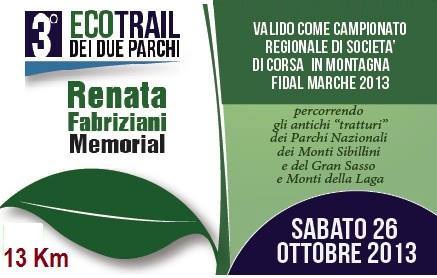 3° ECOTRAIL
DEI DUE PARCHI
Renata
Fabriziani
Memorial
13 Km
VALIDO COME CAMPIONATO
REGIONALE DI SOCIETA'
DI CORSA IN MONTAGNA
FIDAL MARCHE 2013
percorrendo
gli antichi "tratturi"
dei Parchi Nazionali
dei Monti Sibillini
e del Gran Sasso
e Monti della Laga
SABATO 26
OTTOBRE 2013